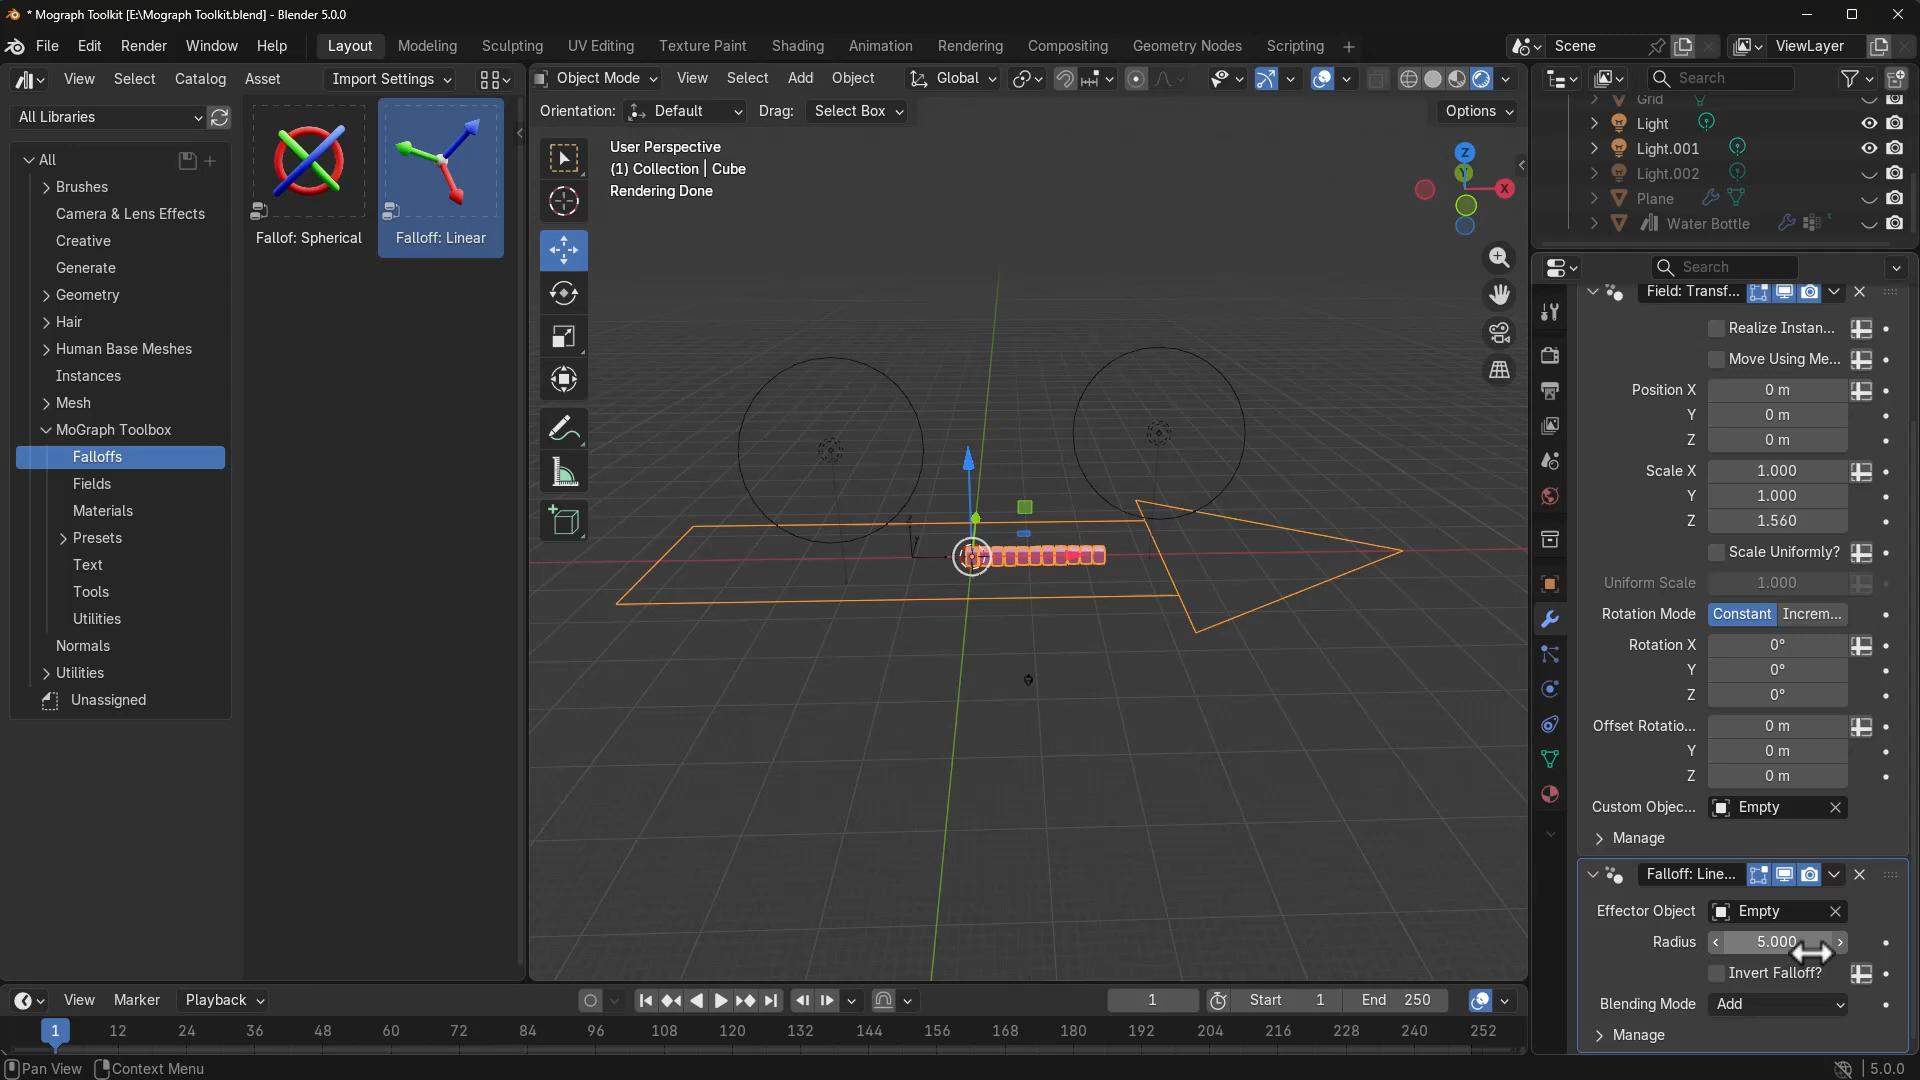 * Mograph Toolkit [E:\Mograph Toolkit.blend] - Blender 5.0.0
File Edit Render Window Help Layout Modeling Sculpting UV Editing Texture Paint Shading Animation Rendering Compositing Geometry Nodes Scripting + Scene ViewLayer
View Select Catalog Asset Import Settings
Object Mode View Select Add Object Global
Search
All Libraries
Orientation: Default Drag: Select Box Options
All
Brushes
Camera & Lens Effects
Creative
Generate
Geometry
Hair
Human Base Meshes
Instances
Mesh
MoGraph Toolbox
Falloffs
Fields
Materials
Presets
Text
Tools
Utilities
Normals
Utilities
Unassigned
Fallof: Spherical
Falloff: Linear
User Perspective
(1) Collection | Cube
Rendering Done
Z
Y
X
Grid
Light
Light.001
Light.002
Plane
Water Bottle
Search
Field: Transf...
Realize Instan...
Move Using Me...
Position X 0 m
Y 0 m
Z 0 m
Scale X 1.000
Y 1.000
Z 1.560
Scale Uniformly?
Uniform Scale 1.000
Rotation Mode Constant Increm...
Rotation X 0°
Y 0°
Z 0°
Offset Rotatio... 0 m
Y 0 m
Z 0 m
Custom Objec... Empty
Manage
Falloff: Line...
Effector Object Empty
Radius 5.000
Invert Falloff?
Blending Mode Add
Manage
View Marker Playback 1 Start 1 End 250
1 12 24 36 48 60 72 84 96 108 120 132 144 156 168 180 192 204 216 228 240 252
Pan View Context Menu 5.0.0